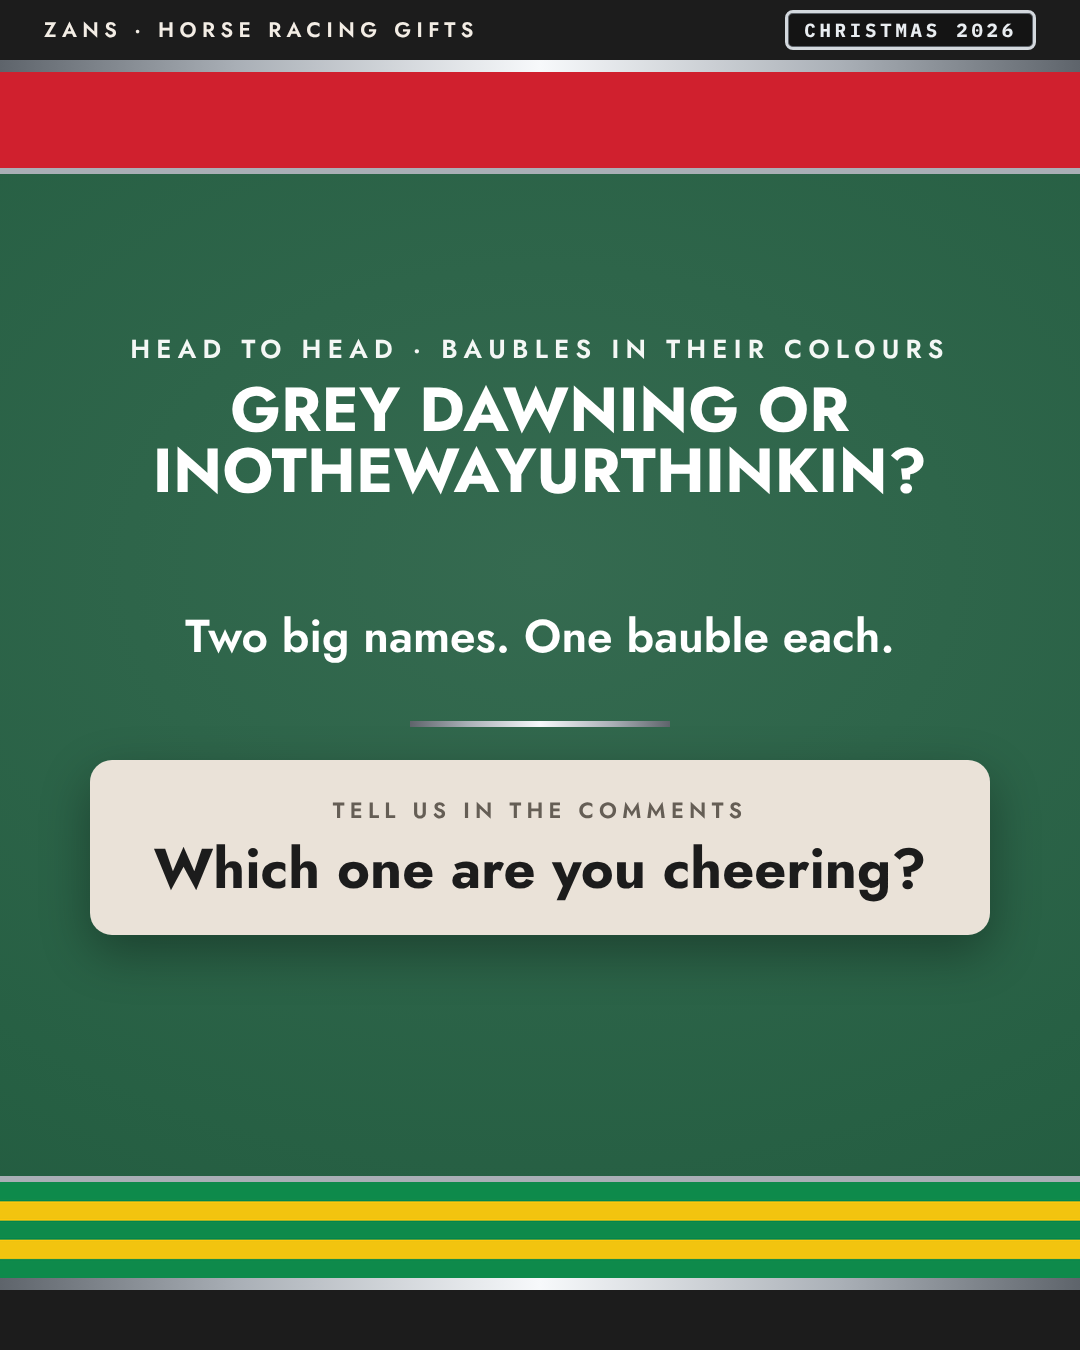 ZANS · HORSE RACING GIFTS
CHRISTMAS 2026
HEAD TO HEAD · BAUBLES IN THEIR COLOURS
GREY DAWNING OR
INOTHEWAYURTHINKIN?
Two big names. One bauble each.
TELL US IN THE COMMENTS
Which one are you cheering?